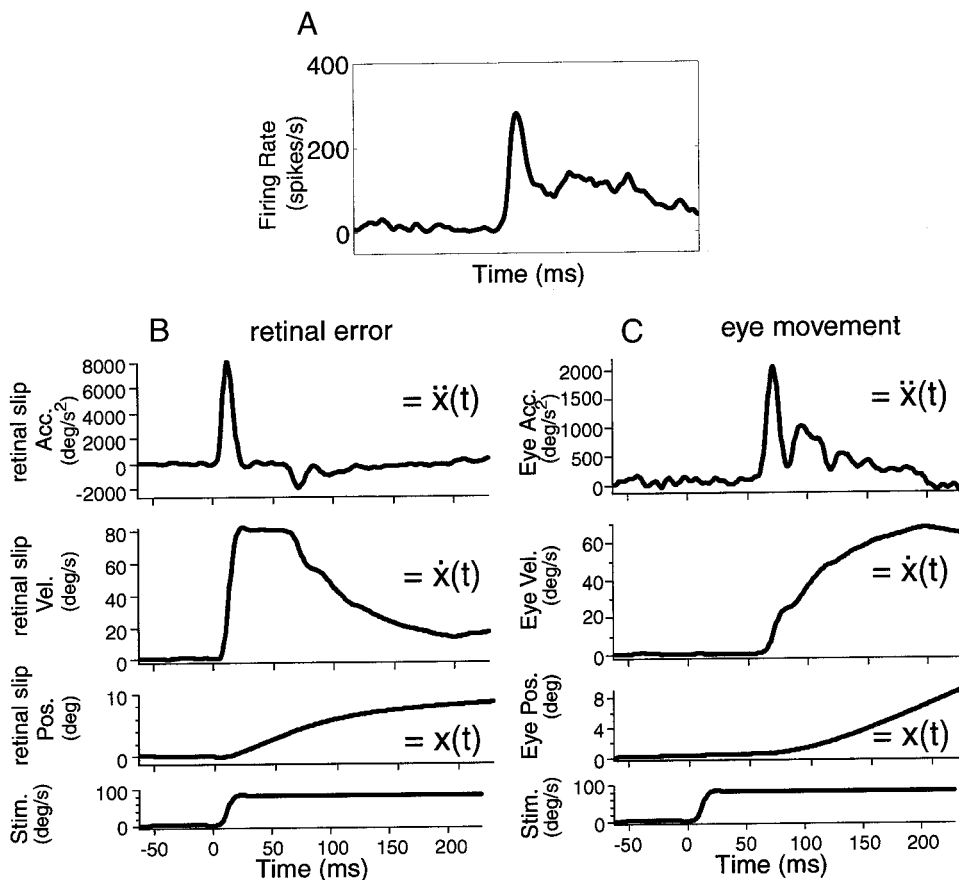 A
Firing Rate
(spikes/s)
400
200
0
Time (ms)
B
retinal error
retinal slip
Acc.
(deg/s²)
8000
6000
4000
2000
0
-2000
= ẍ(t)
retinal slip
Vel.
(deg/s)
80
60
40
20
0
= ẋ(t)
retinal slip
Pos.
(deg)
10
0
= x(t)
Stim.
(deg/s)
100
0
-50 0 50 100 150 200
Time (ms)
C
eye movement
Eye Acc.
(deg/s²)
2000
1500
1000
500
0
= ẍ(t)
Eye Vel.
(deg/s)
60
40
20
0
= ẋ(t)
Eye Pos.
(deg)
8
4
0
= x(t)
Stim.
(deg/s)
100
0
-50 0 50 100 150 200
Time (ms)